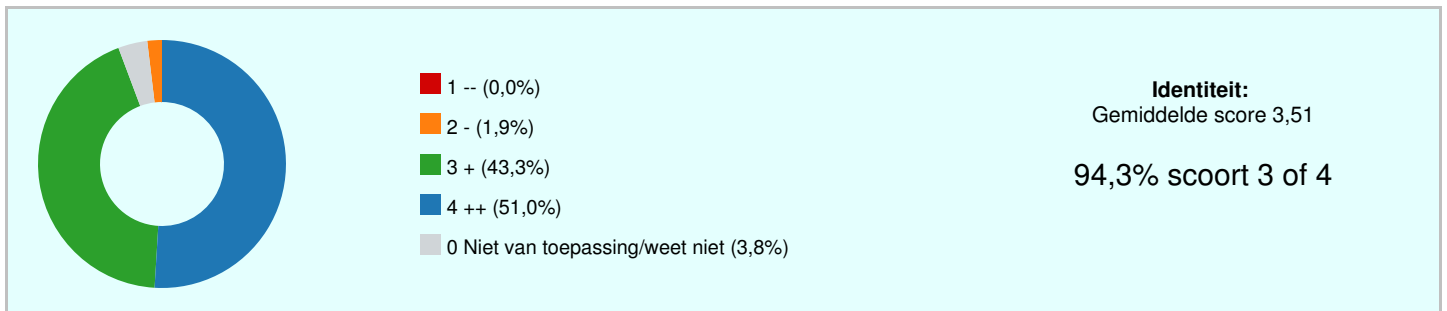 1 -- (0,0%)
2 - (1,9%)
3 + (43,3%)
4 ++ (51,0%)
0 Niet van toepassing/weet niet (3,8%)
Identiteit:
Gemiddelde score 3,51
94,3% scoort 3 of 4